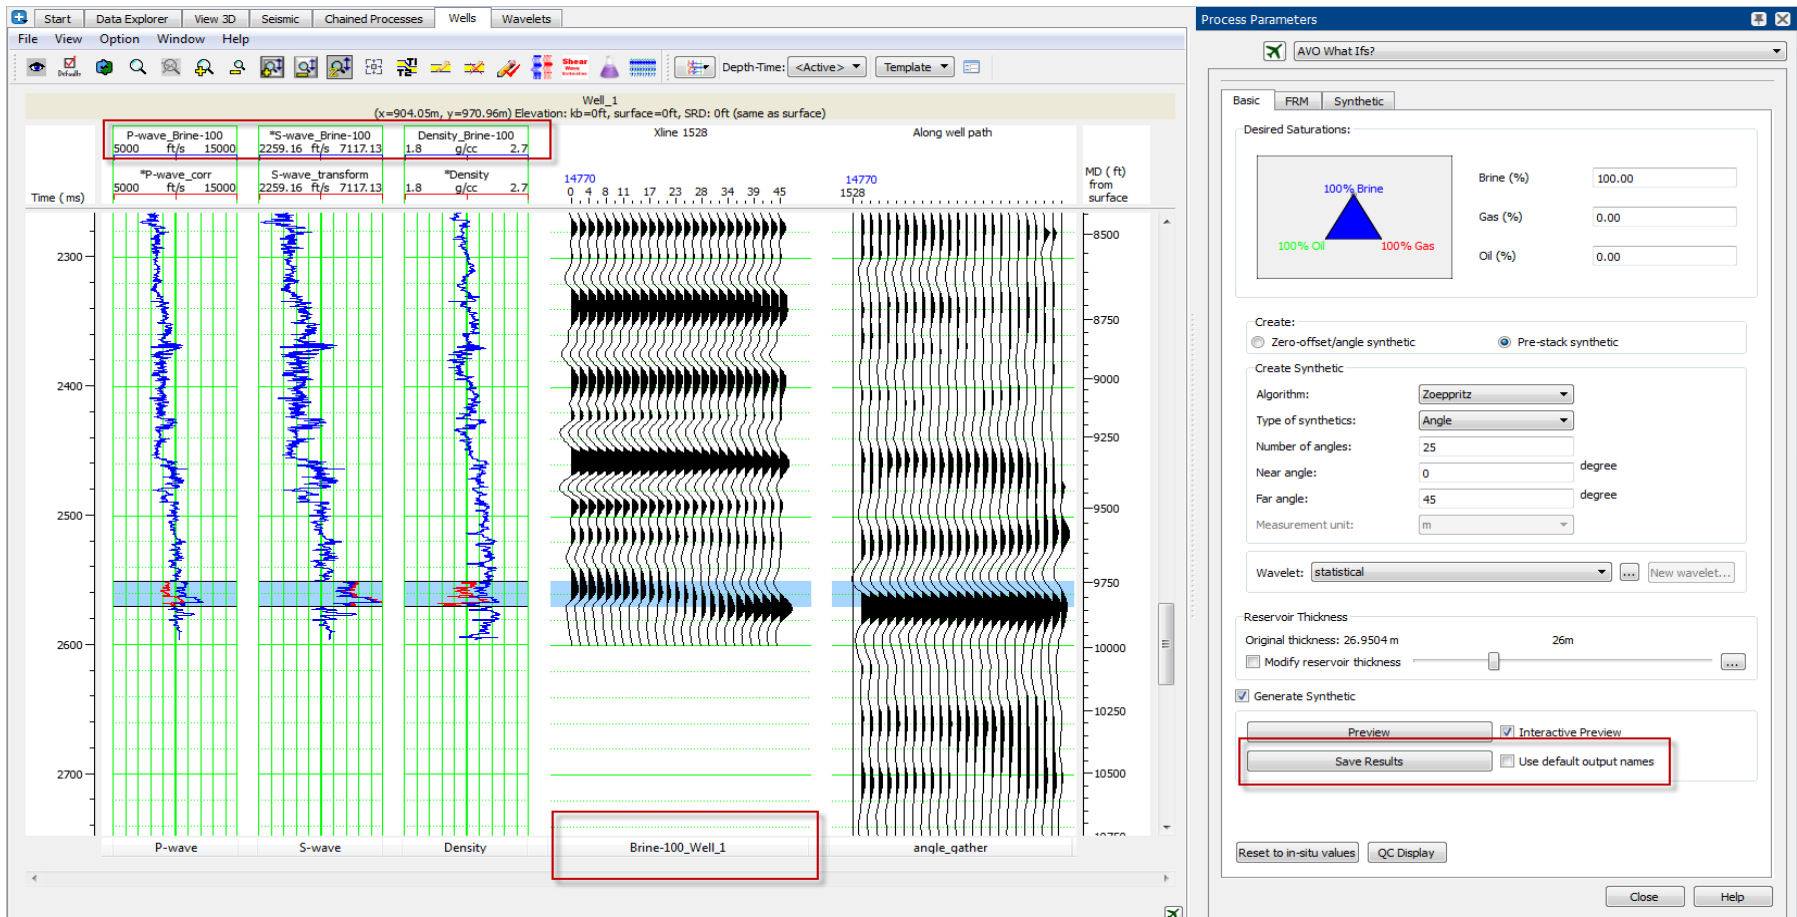 Start Data Explorer View 3D Seismic Chained Processes Wells Wavelets
File View Option Window Help
Defaults T1 T2 Shear Wave Estimation Depth-Time: <Active> Template
Well_1
(x=904.05m, y=970.96m) Elevation: kb=0ft, surface=0ft, SRD: 0ft (same as surface)
P-wave_Brine-100 *S-wave_Brine-100 Density_Brine-100 Xline 1528 Along well path
5000 ft/s 15000 2259.16 ft/s 7117.13 1.8 g/cc 2.7
*P-wave_corr S-wave_transform *Density 14770 14770 MD ( ft)
5000 ft/s 15000 2259.16 ft/s 7117.13 1.8 g/cc 2.7 0 4 8 11 17 23 28 34 39 45 1528 from
Time ( ms) surface
8500
2300
8750
9000
2400
9250
9500
2500
9750
10000
2600
10250
10500
2700
10750
P-wave S-wave Density Brine-100_Well_1 angle_gather
Process Parameters
AVO What Ifs?
Basic FRM Synthetic
Desired Saturations:
100% Brine
100% Oil 100% Gas
Brine (%) 100.00
Gas (%) 0.00
Oil (%) 0.00
Create:
Zero-offset/angle synthetic Pre-stack synthetic
Create Synthetic
Algorithm: Zoeppritz
Type of synthetics: Angle
Number of angles: 25
Near angle: 0 degree
Far angle: 45 degree
Measurement unit: m
Wavelet: statistical ... New wavelet...
Reservoir Thickness
Original thickness: 26.9504 m 26m
Modify reservoir thickness ...
Generate Synthetic
Preview Interactive Preview
Save Results Use default output names
Reset to in-situ values QC Display
Close Help